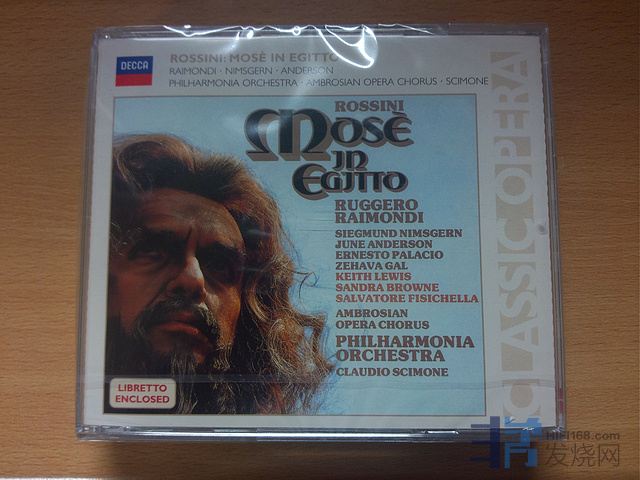 DECCA
ROSSINI: MOSÈ IN EGITTO
RAIMONDI · NIMSGERN · ANDERSON
PHILHARMONIA ORCHESTRA · AMBROSIAN OPERA CHORUS · SCIMONE
CLASSIC OPERA
ROSSINI
MOSÈ
IN
EGITTO
RUGGERO
RAIMONDI
SIEGMUND NIMSGERN
JUNE ANDERSON
ERNESTO PALACIO
ZEHAVA GAL
KEITH LEWIS
SANDRA BROWNE
SALVATORE FISICHELLA
AMBROSIAN
OPERA CHORUS
PHILHARMONIA
ORCHESTRA
CLAUDIO SCIMONE
LIBRETTO
ENCLOSED
HIFI168.com
发烧网